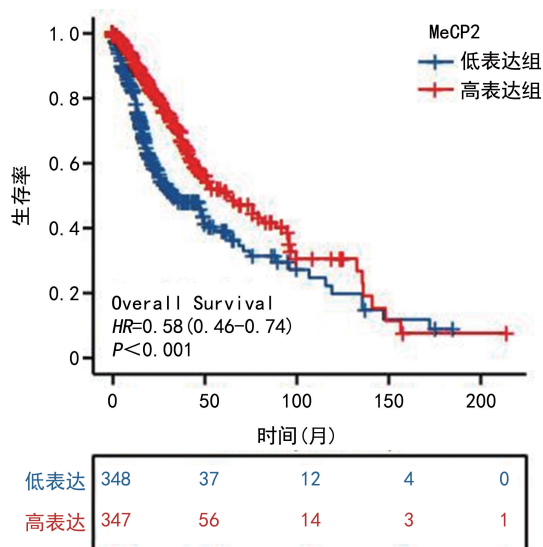 MeCP2
低表达组
高表达组
1.0
0.8
0.6
0.4
0.2
0
生存率
Overall Survival
HR=0.58(0.46-0.74)
P<0.001
0 50 100 150 200
时间(月)
低表达 348 37 12 4 0
高表达 347 56 14 3 1